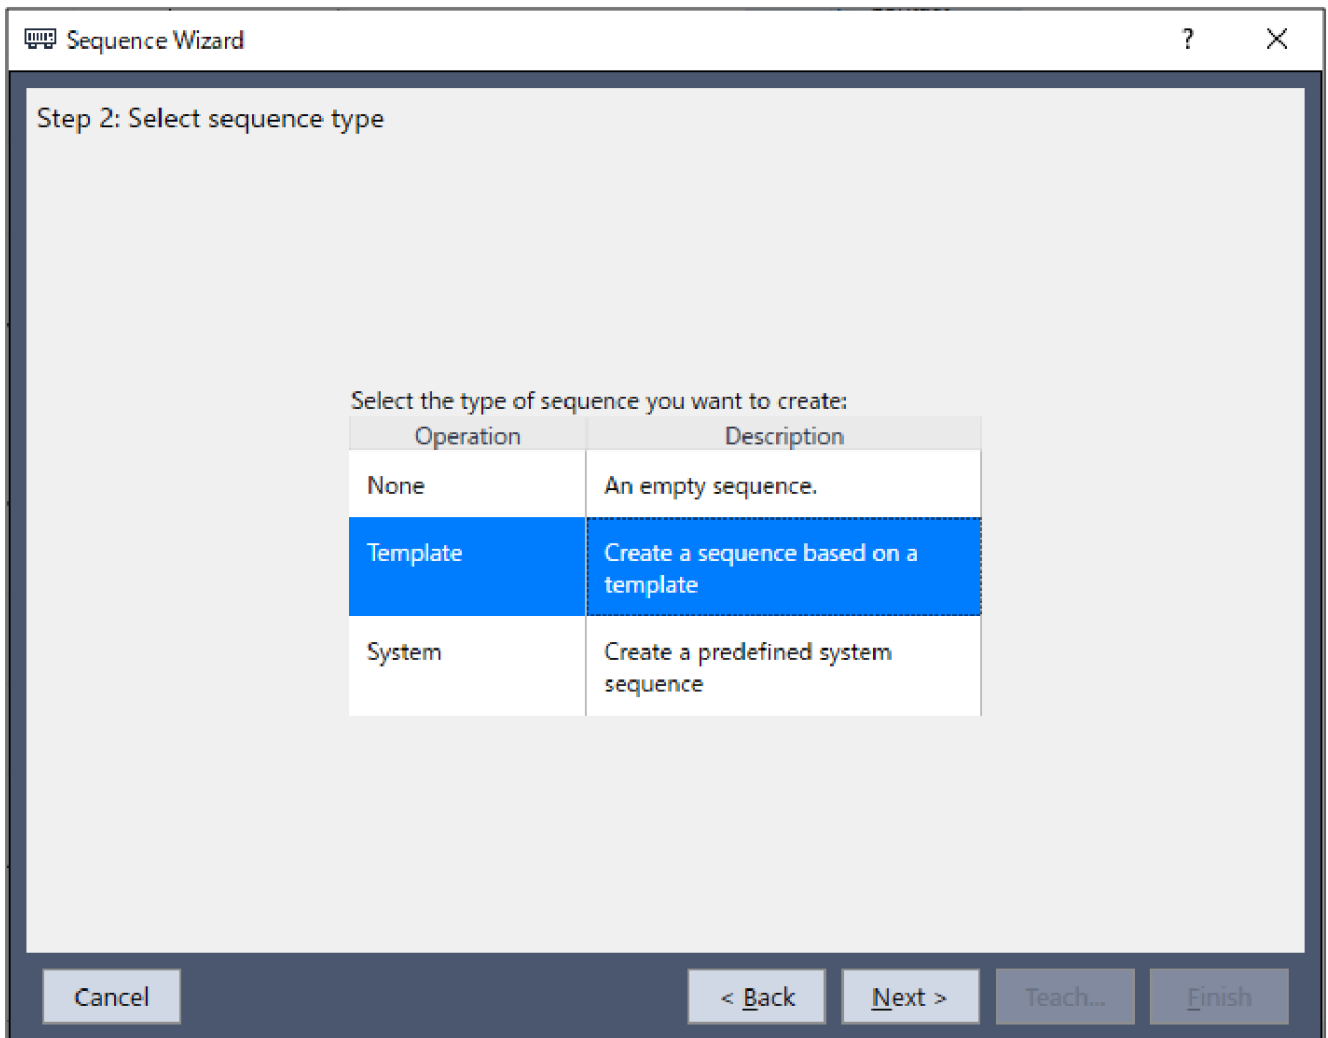 Sequence Wizard
?
Step 2: Select sequence type
Select the type of sequence you want to create:
Operation Description
None An empty sequence.
Template Create a sequence based on a
template
System Create a predefined system
sequence
Cancel < Back Next > Teach... Finish